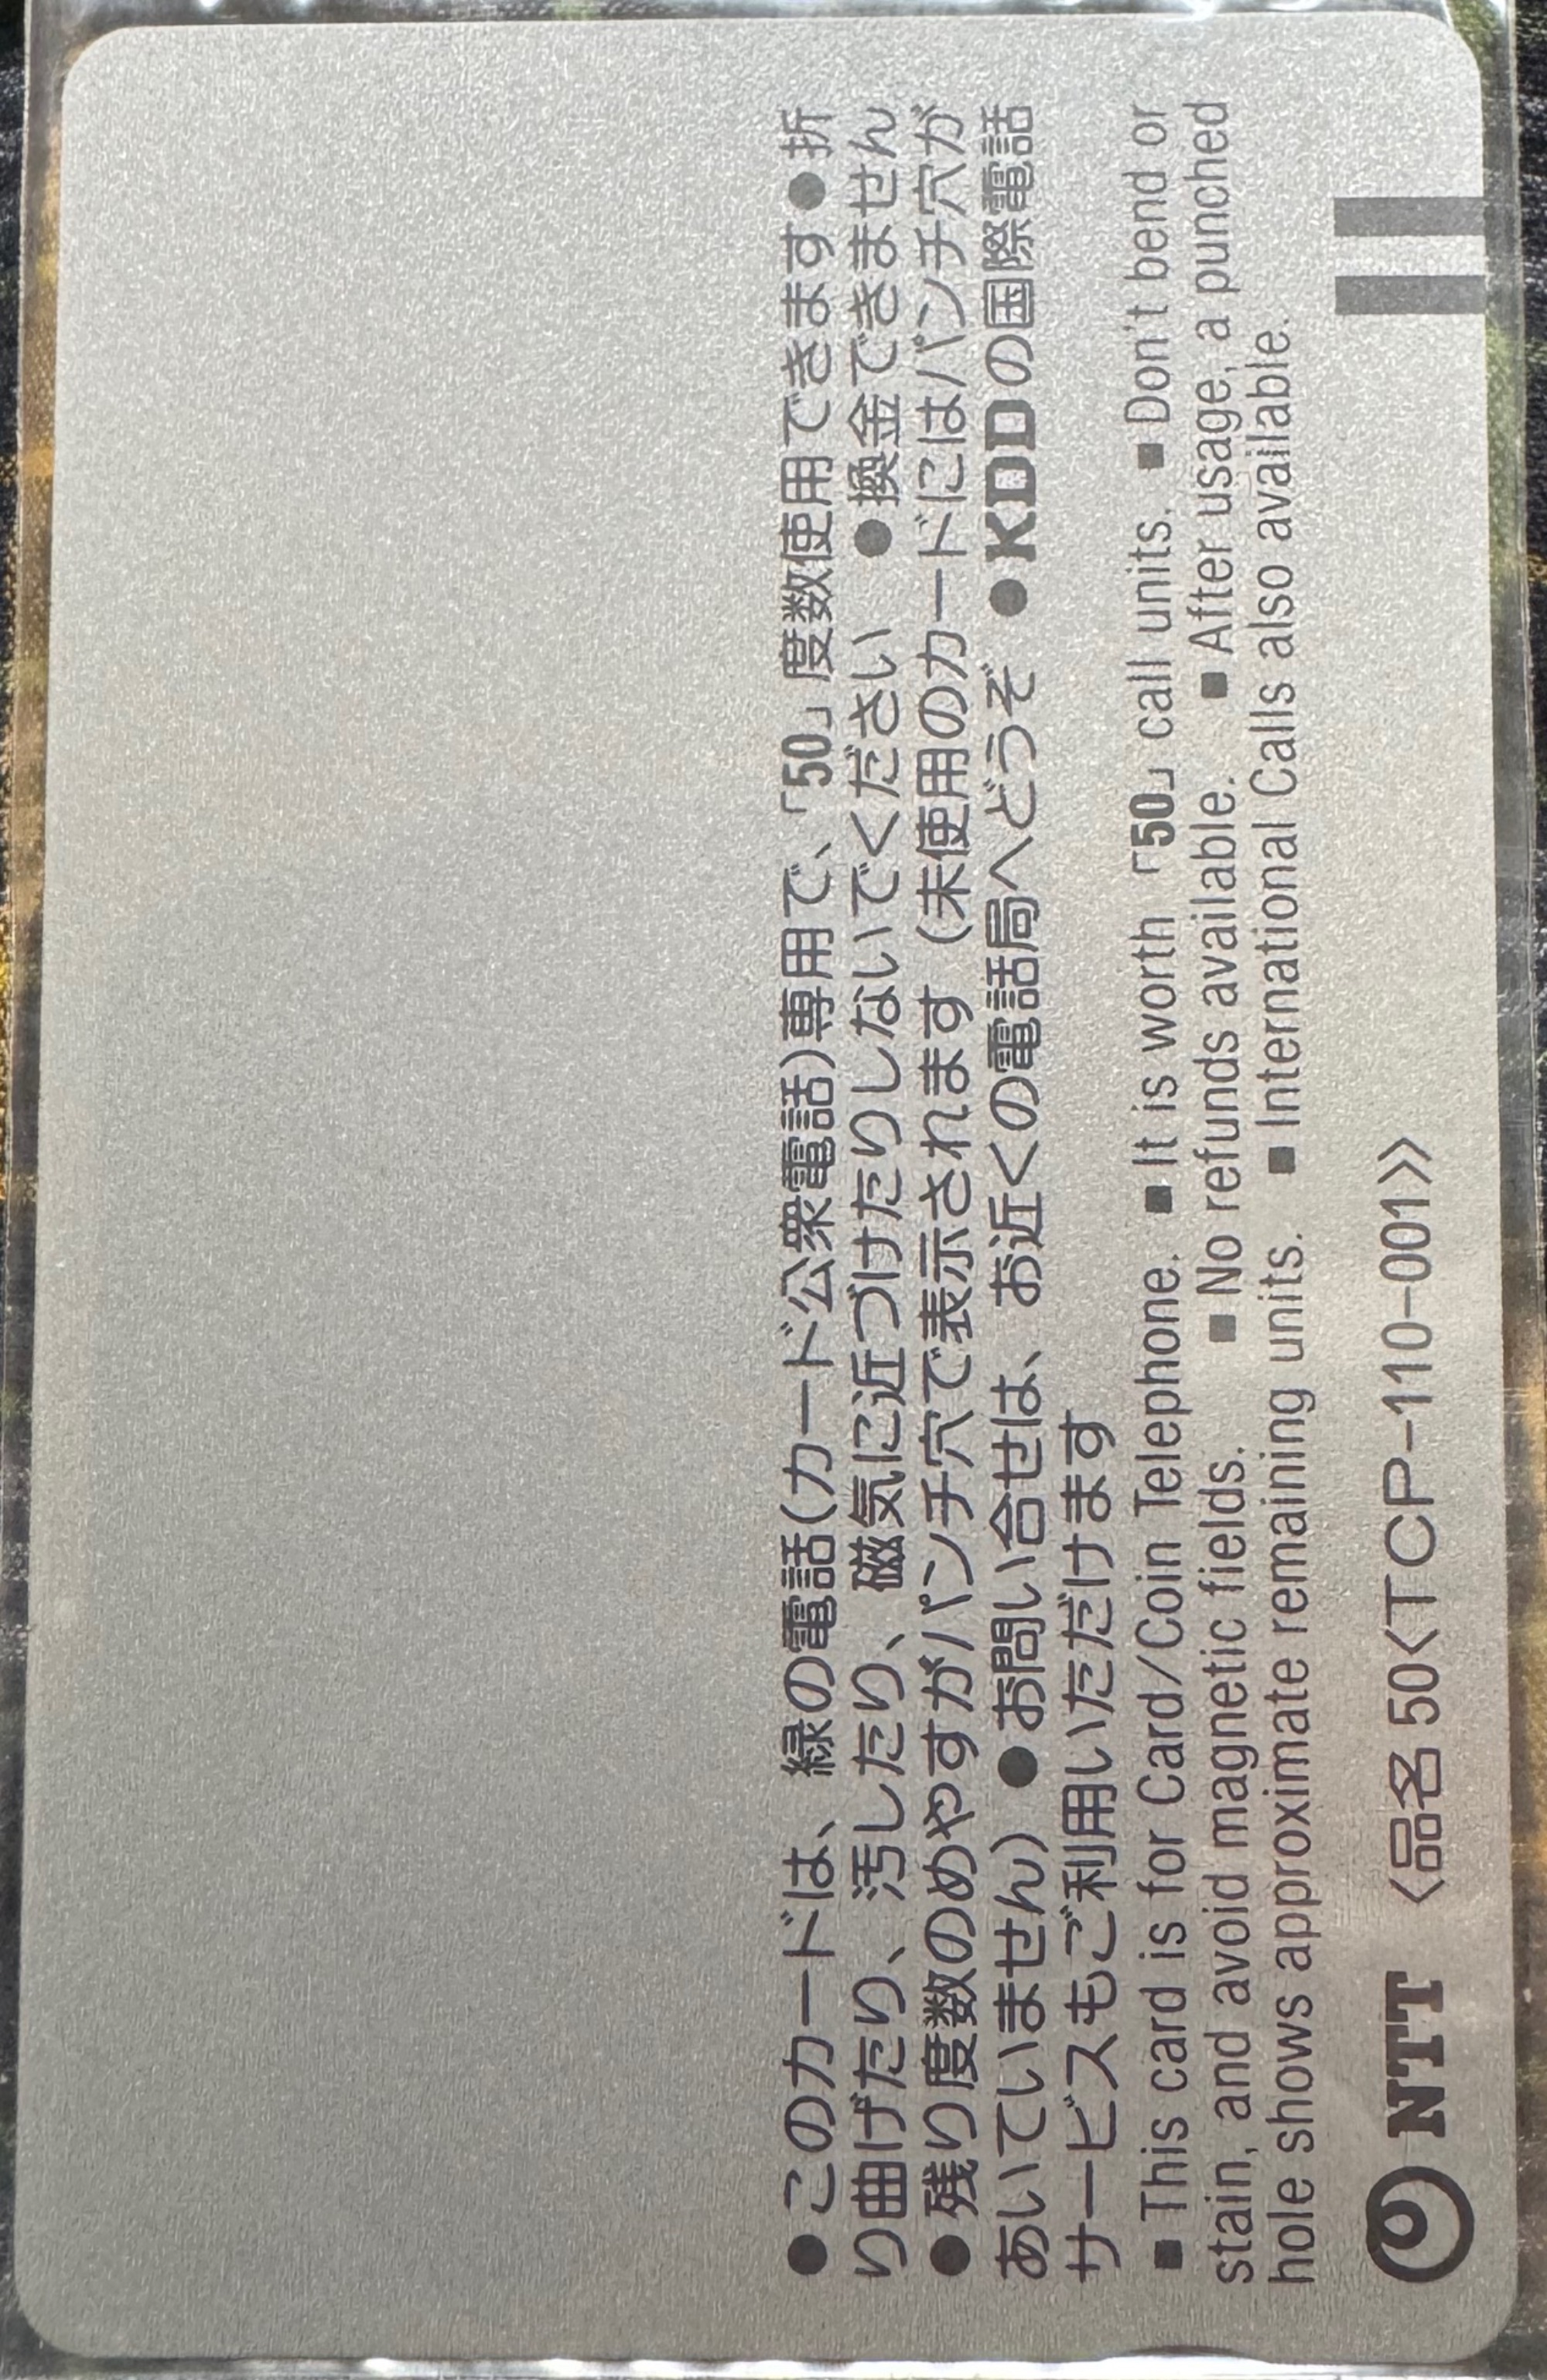 ●このカードは、緑の電話(カード公衆電話)専用で、「50」度数使用できます●折
り曲げたり、汚したり、磁気に近づけたりしないでください ●換金できません
●残り度数のめやすがパンチ穴で表示されます(未使用のカードにはパンチ穴が
あいていません)●お問い合せは、お近くの電話局へどうぞ ●KDDの国際電話
サービスもご利用いただけます
■This card is for Card/Coin Telephone. ■It is worth「50」call units. ■Don't bend or
stain, and avoid magnetic fields. ■No refunds available. ■After usage, a punched
hole shows approximate remaining units. ■International Calls also available.
NTT 〈品名 50〈TCP-110-001〉〉